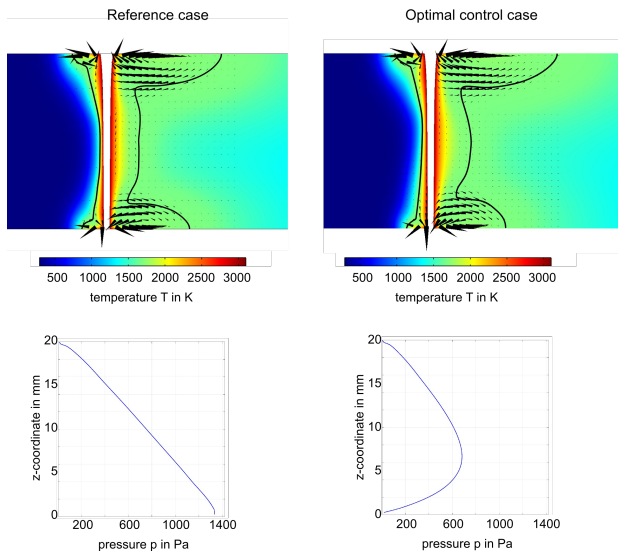 Reference case
Optimal control case
500 1000 1500 2000 2500 3000
temperature T in K
500 1000 1500 2000 2500 3000
temperature T in K
20
15
10
5
0
z-coordinate in mm
200 600 1000 1400
pressure p in Pa
20
15
10
5
0
z-coordinate in mm
200 600 1000 1400
pressure p in Pa